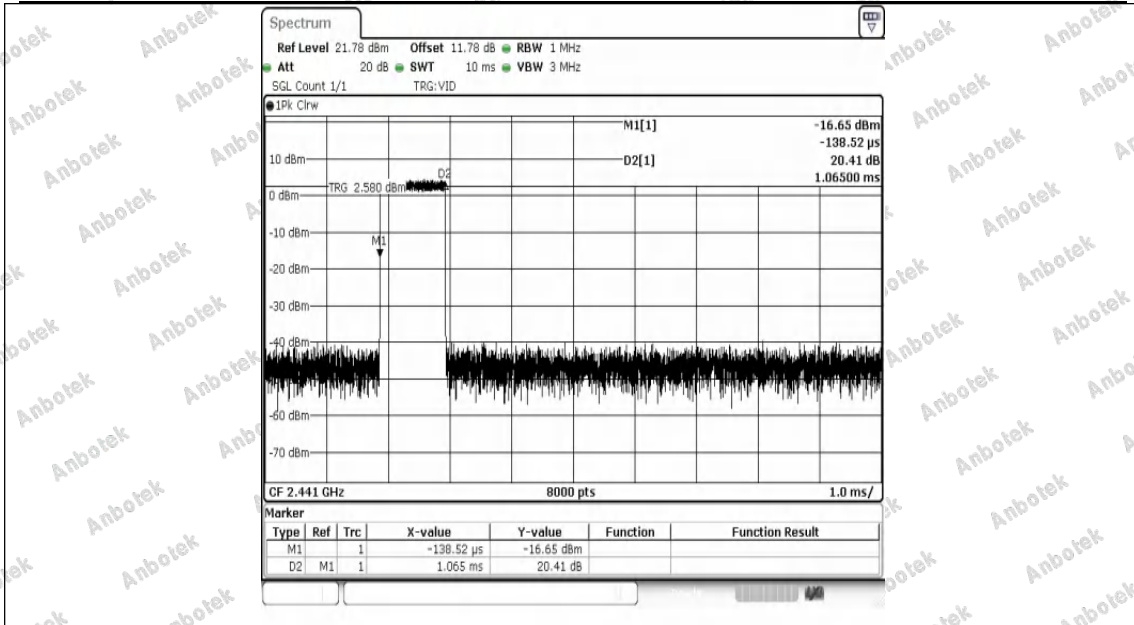 Spectrum
Ref Level 21.78 dBm Offset 11.78 dB RBW 1 MHz
Att 20 dB SWT 10 ms VBW 3 MHz
SGL Count 1/1 TRG:VID
1Pk Clrw
M1[1] -16.65 dBm
-138.52 µs
10 dBm D2[1] 20.41 dB
1.06500 ms
D2
TRG 2.580 dBm
0 dBm
-10 dBm
M1
-20 dBm
-30 dBm
-40 dBm
-60 dBm
-70 dBm
CF 2.441 GHz 8000 pts 1.0 ms/
Marker
Type Ref Trc X-value Y-value Function Function Result
M1 1 -138.52 µs -16.65 dBm
D2 M1 1 1.065 ms 20.41 dB
Anbotek